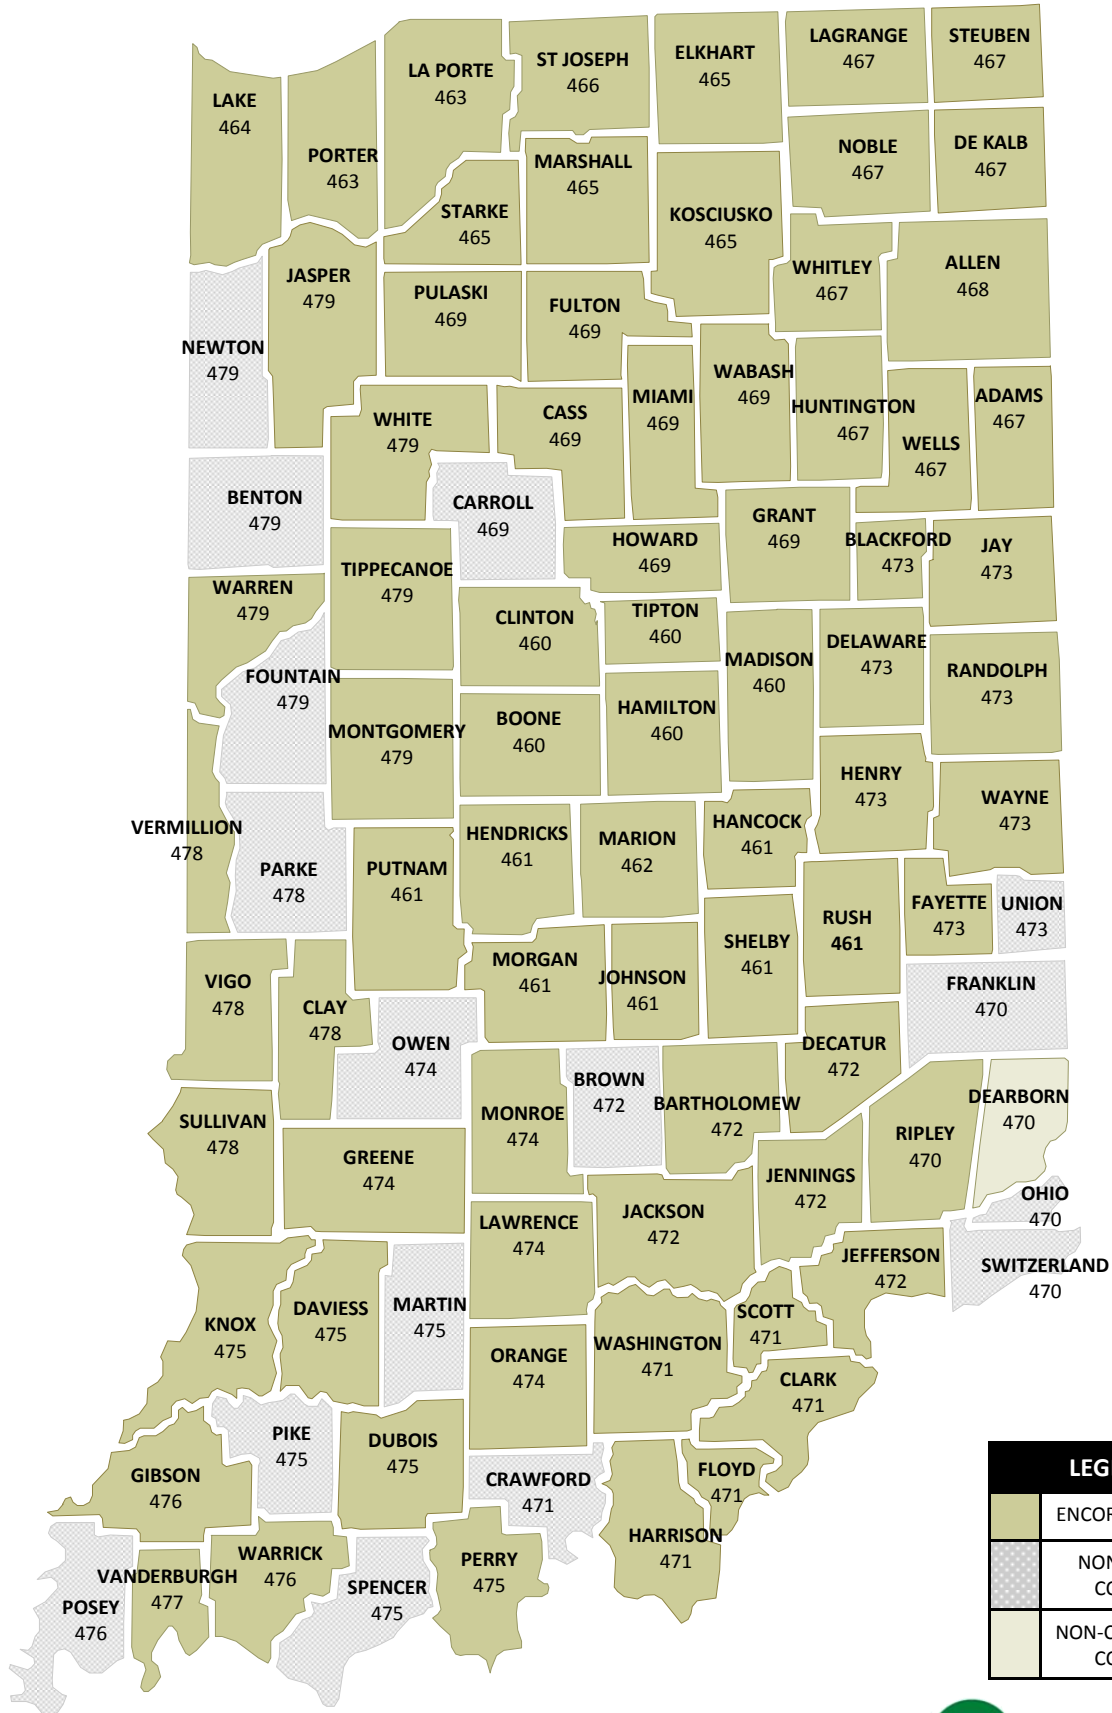 LAGRANGE
467
STEUBEN
467
ELKHART
465
ST JOSEPH
466
LA PORTE
463
LAKE
464
PORTER
463
NOBLE
467
DE KALB
467
MARSHALL
465
STARKE
465
KOSCIUSKO
465
WHITLEY
467
ALLEN
468
JASPER
479
PULASKI
469
FULTON
469
NEWTON
479
WABASH
469
MIAMI
469
HUNTINGTON
467
ADAMS
467
WHITE
479
CASS
469
WELLS
467
BENTON
479
CARROLL
469
GRANT
469
HOWARD
469
BLACKFORD
473
JAY
473
TIPPECANOE
479
WARREN
479
CLINTON
460
TIPTON
460
MADISON
460
DELAWARE
473
RANDOLPH
473
FOUNTAIN
479
MONTGOMERY
479
BOONE
460
HAMILTON
460
HENRY
473
WAYNE
473
VERMILLION
478
PARKE
478
PUTNAM
461
HENDRICKS
461
MARION
462
HANCOCK
461
RUSH
461
FAYETTE
473
UNION
473
SHELBY
461
VIGO
478
CLAY
478
MORGAN
461
JOHNSON
461
FRANKLIN
470
OWEN
474
DECATUR
472
BROWN
472
BARTHOLOMEW
472
MONROE
474
DEARBORN
470
SULLIVAN
478
GREENE
474
RIPLEY
470
JENNINGS
472
OHIO
470
LAWRENCE
474
JACKSON
472
JEFFERSON
472
SWITZERLAND
470
KNOX
475
DAVIESS
475
MARTIN
475
SCOTT
471
WASHINGTON
471
ORANGE
474
CLARK
471
PIKE
475
DUBOIS
475
GIBSON
476
CRAWFORD
471
FLOYD
471
HARRISON
471
VANDERBURGH
477
WARRICK
476
SPENCER
475
PERRY
475
POSEY
476
LEG
ENCOR
NON
CO
NON-C
CO